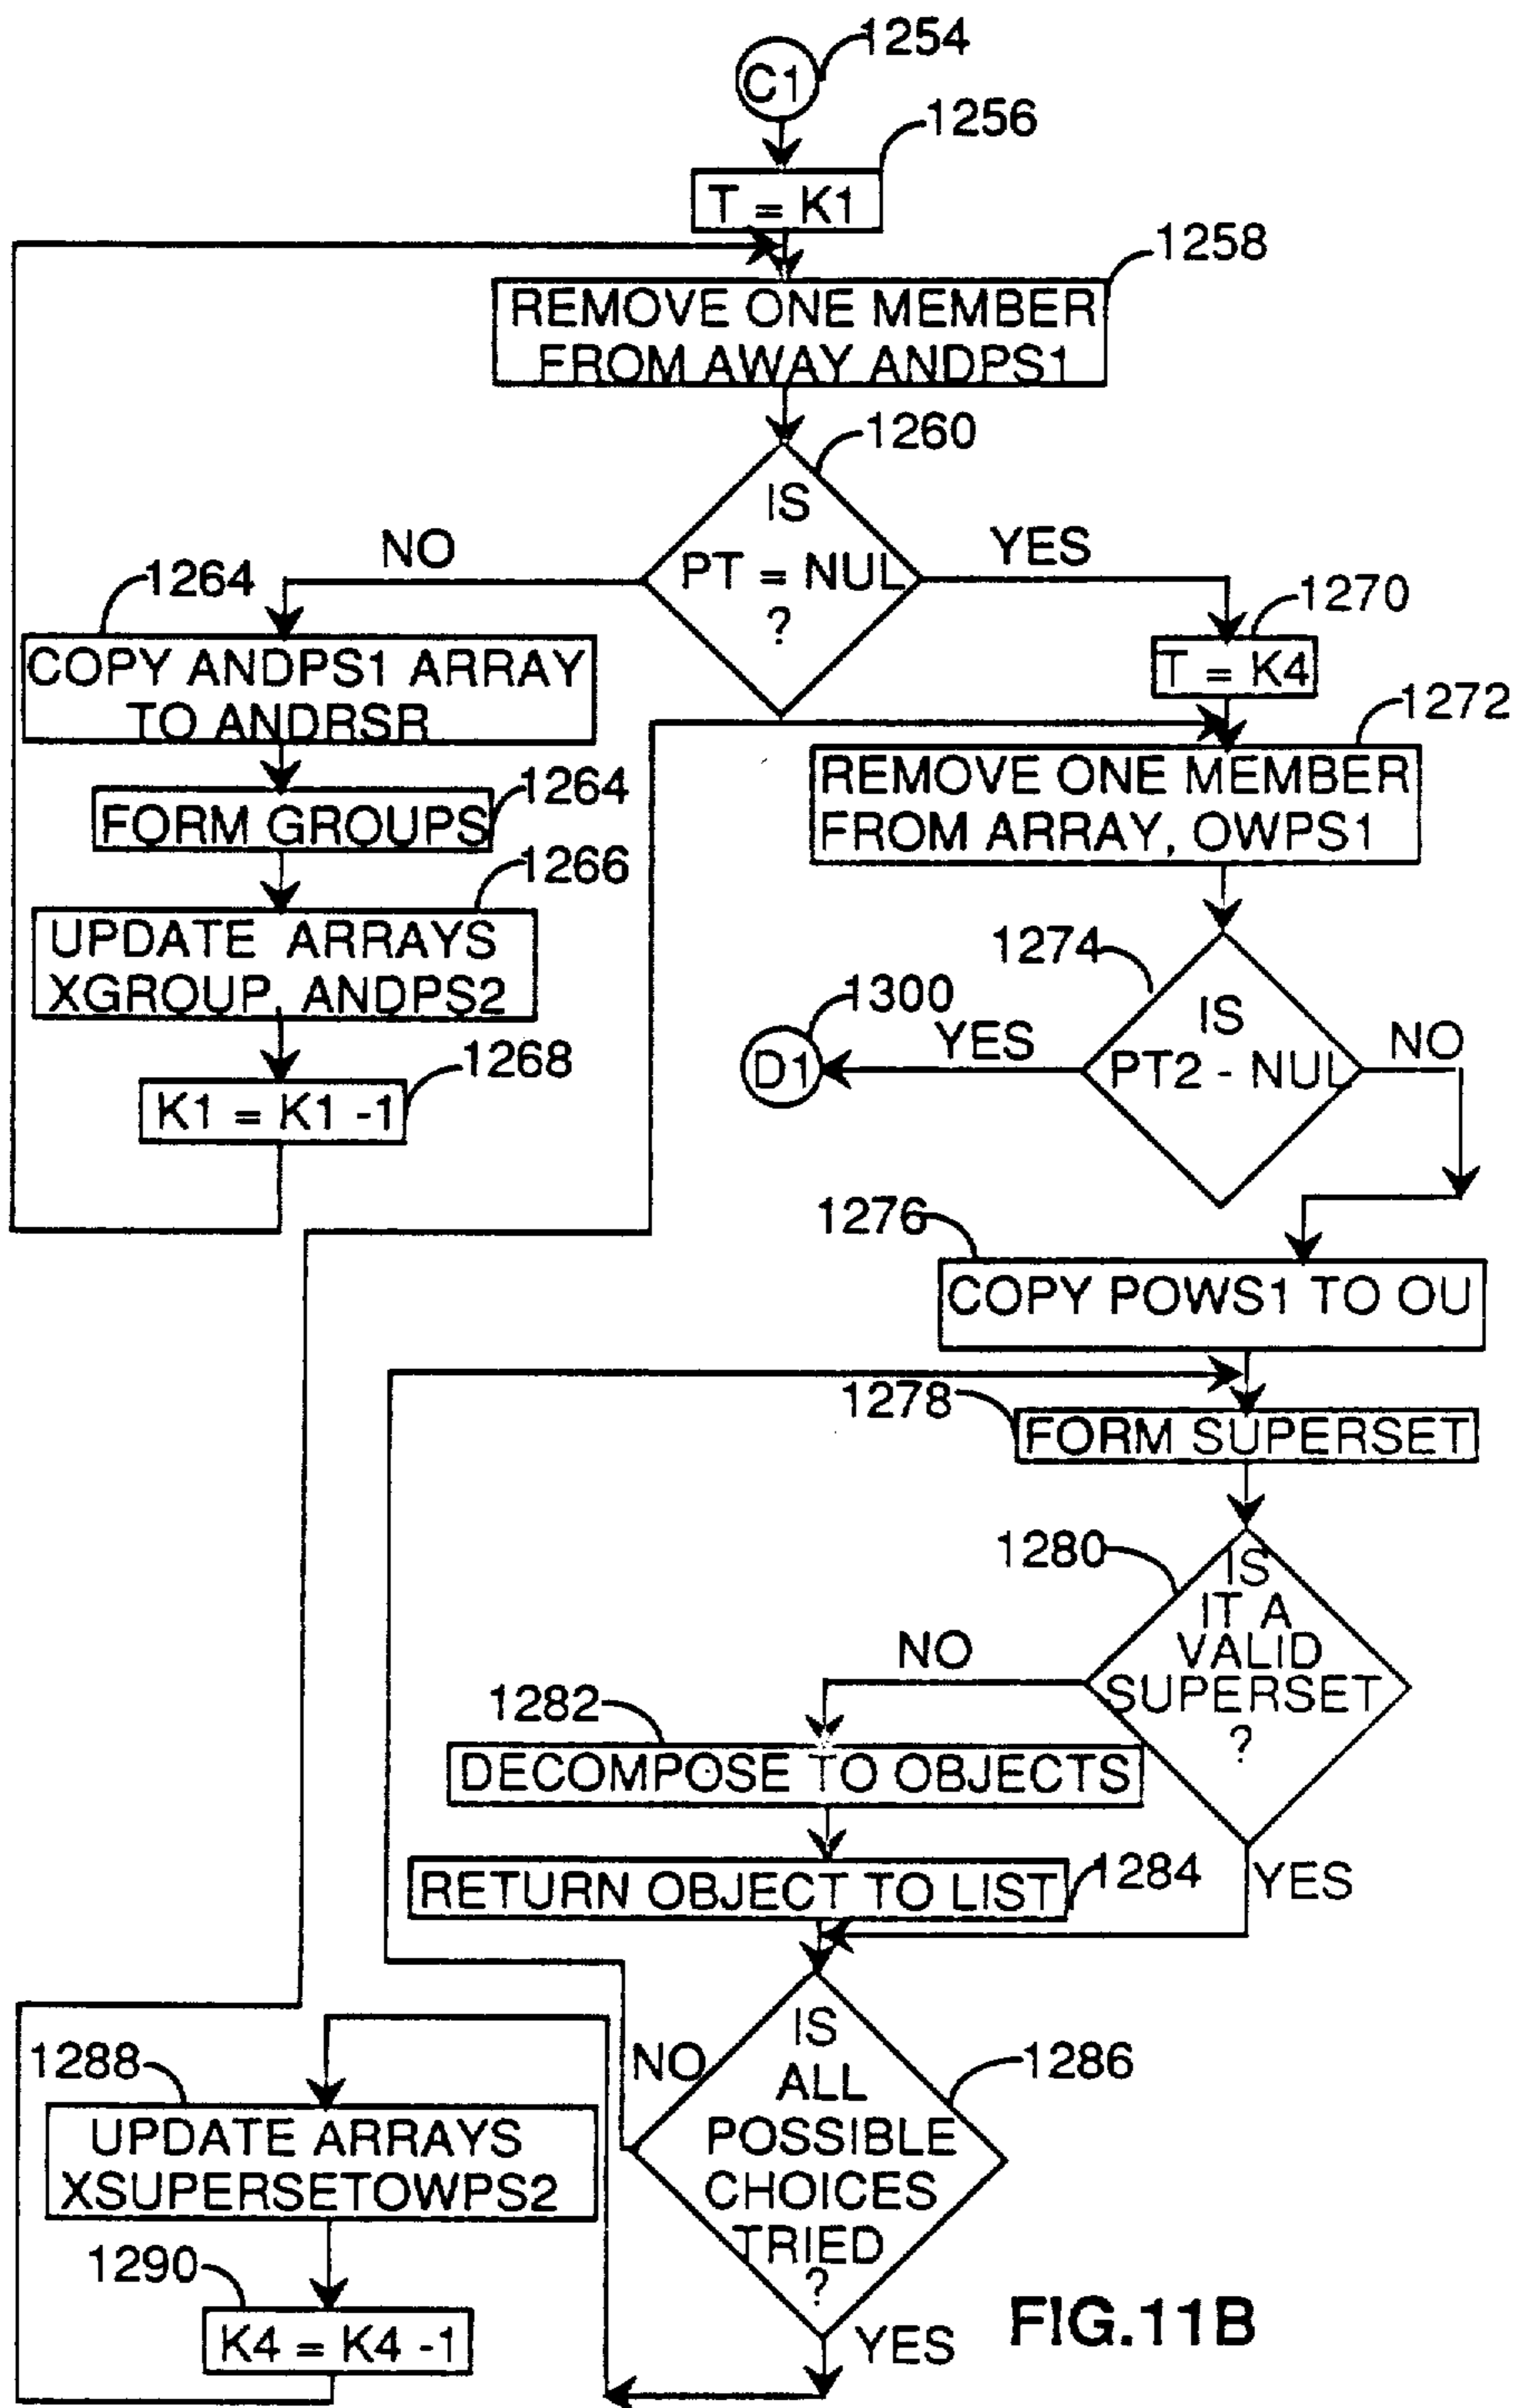 1254
C1
1256
T = K1
1258
REMOVE ONE MEMBER
FROM AWAY ANDPS1
1260
IS
PT = NUL
?
NO
YES
1264
COPY ANDPS1 ARRAY
TO ANDRSR
1264
FORM GROUPS
1266
UPDATE ARRAYS
XGROUP, ANDPS2
1268
K1 = K1 -1
1270
T = K4
1272
REMOVE ONE MEMBER
FROM ARRAY, OWPS1
1274
IS
PT2 - NUL
1300
D1
YES
NO
1276
COPY POWS1 TO OU
1278
FORM SUPERSET
1280
IS
IT A
VALID
SUPERSET
?
NO
1282
DECOMPOSE TO OBJECTS
RETURN OBJECT TO LIST
1284
YES
IS
ALL
POSSIBLE
CHOICES
TRIED
?
1286
NO
YES
1288
UPDATE ARRAYS
XSUPERSETOWPS2
1290
K4 = K4 -1
FIG.11B